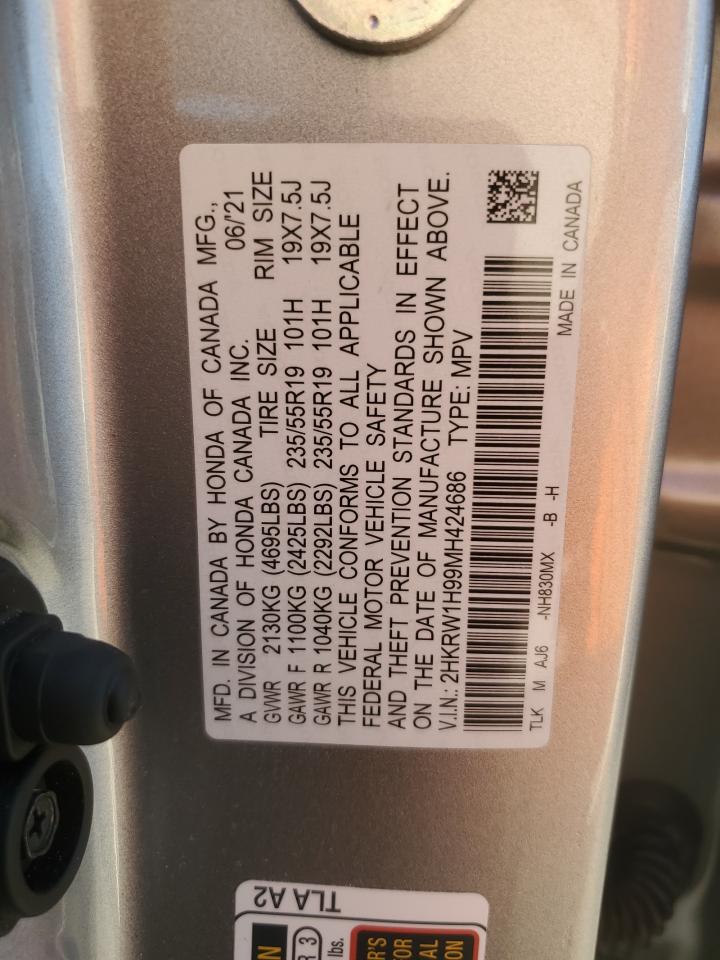 MFD. IN CANADA BY HONDA OF CANADA MFG.,
A DIVISION OF HONDA CANADA INC. 06/'21
GVWR 2130KG (4695LBS) TIRE SIZE RIM SIZE
GAWR F 1100KG (2425LBS) 235/55R19 101H 19X7.5J
GAWR R 1040KG (2292LBS) 235/55R19 101H 19X7.5J
THIS VEHICLE CONFORMS TO ALL APPLICABLE
FEDERAL MOTOR VEHICLE SAFETY
AND THEFT PREVENTION STANDARDS IN EFFECT
ON THE DATE OF MANUFACTURE SHOWN ABOVE.
V.I.N.: 2HKRW1H99MH424686 TYPE: MPV
TLK M AJ6 -NH830MX -B -H
MADE IN CANADA
TLA A2
R 3
lbs.